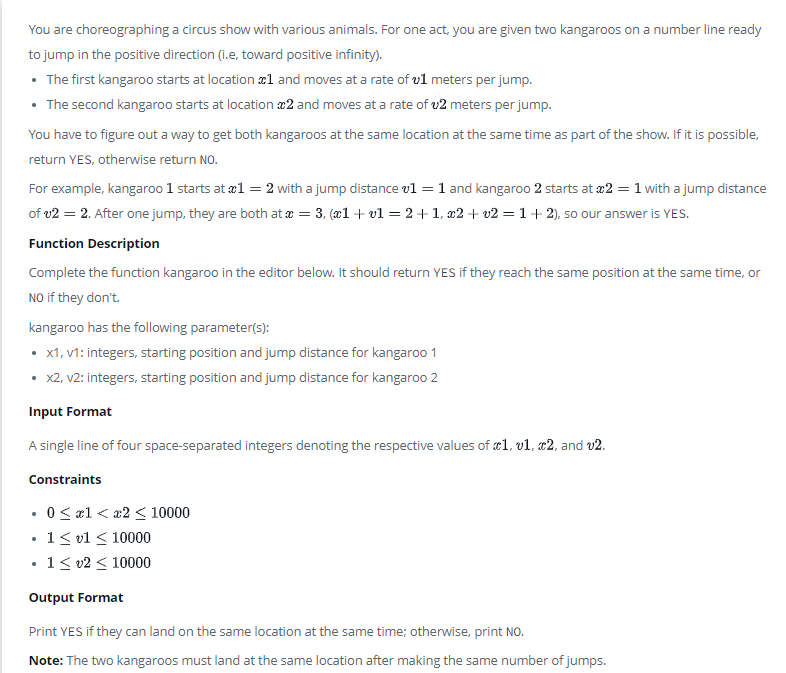 You are choreographing a circus show with various animals. For one act, you are given two kangaroos on a number line ready
to jump in the positive direction (i.e, toward positive infinity).
• The first kangaroo starts at location x1 and moves at a rate of v1 meters per jump.
• The second kangaroo starts at location x2 and moves at a rate of v2 meters per jump.
You have to figure out a way to get both kangaroos at the same location at the same time as part of the show. If it is possible,
return YES, otherwise return NO.
For example, kangaroo 1 starts at x1 = 2 with a jump distance v1 = 1 and kangaroo 2 starts at x2 = 1 with a jump distance
of v2 = 2. After one jump, they are both at x = 3, (x1 + v1 = 2 + 1, x2 + v2 = 1 + 2), so our answer is YES.
Function Description
Complete the function kangaroo in the editor below. It should return YES if they reach the same position at the same time, or
NO if they don't.
kangaroo has the following parameter(s):
• x1, v1: integers, starting position and jump distance for kangaroo 1
• x2, v2: integers, starting position and jump distance for kangaroo 2
Input Format
A single line of four space-separated integers denoting the respective values of x1, v1, x2, and v2.
Constraints
• 0 ≤ x1 < x2 ≤ 10000
• 1 ≤ v1 ≤ 10000
• 1 ≤ v2 ≤ 10000
Output Format
Print YES if they can land on the same location at the same time; otherwise, print NO.
Note: The two kangaroos must land at the same location after making the same number of jumps.